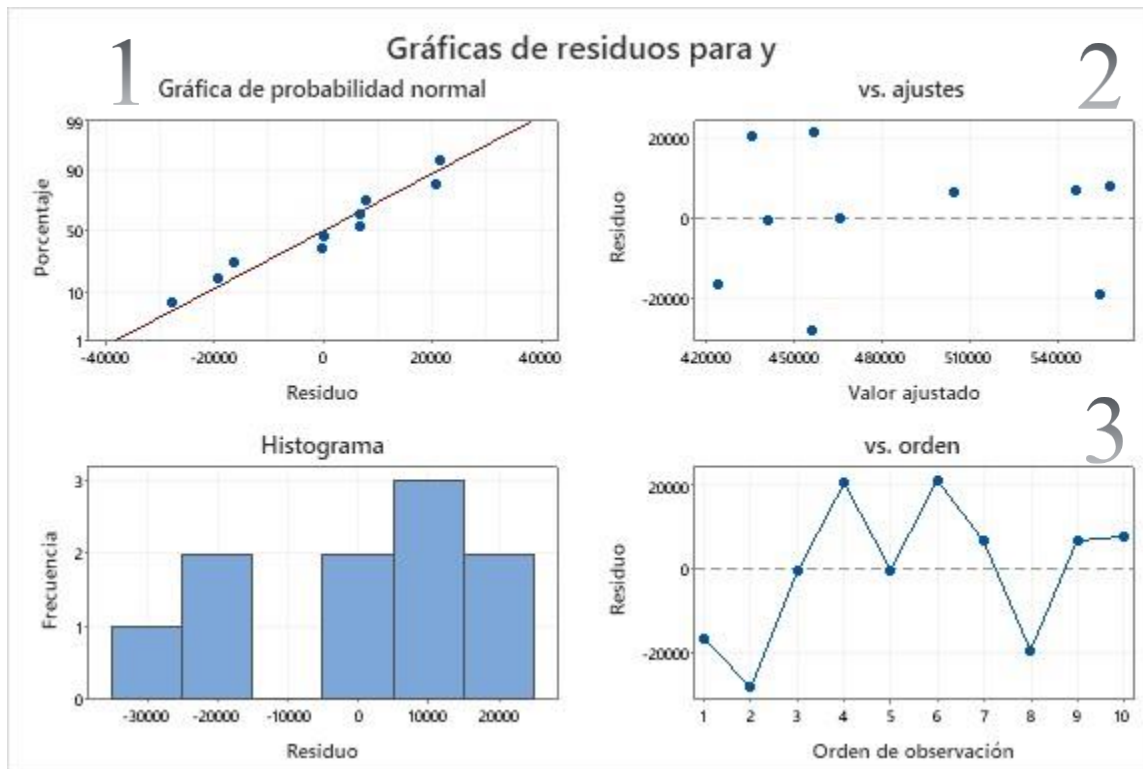 Gráficas de residuos para y
1
Gráfica de probabilidad normal
99
90
50
10
1
Porcentaje
-40000 -20000 0 20000 40000
Residuo
2
vs. ajustes
20000
0
-20000
Residuo
420000 450000 480000 510000 540000
Valor ajustado
Histograma
3
2
1
0
Frecuencia
-30000 -20000 -10000 0 10000 20000
Residuo
3
vs. orden
20000
0
-20000
Residuo
1 2 3 4 5 6 7 8 9 10
Orden de observación